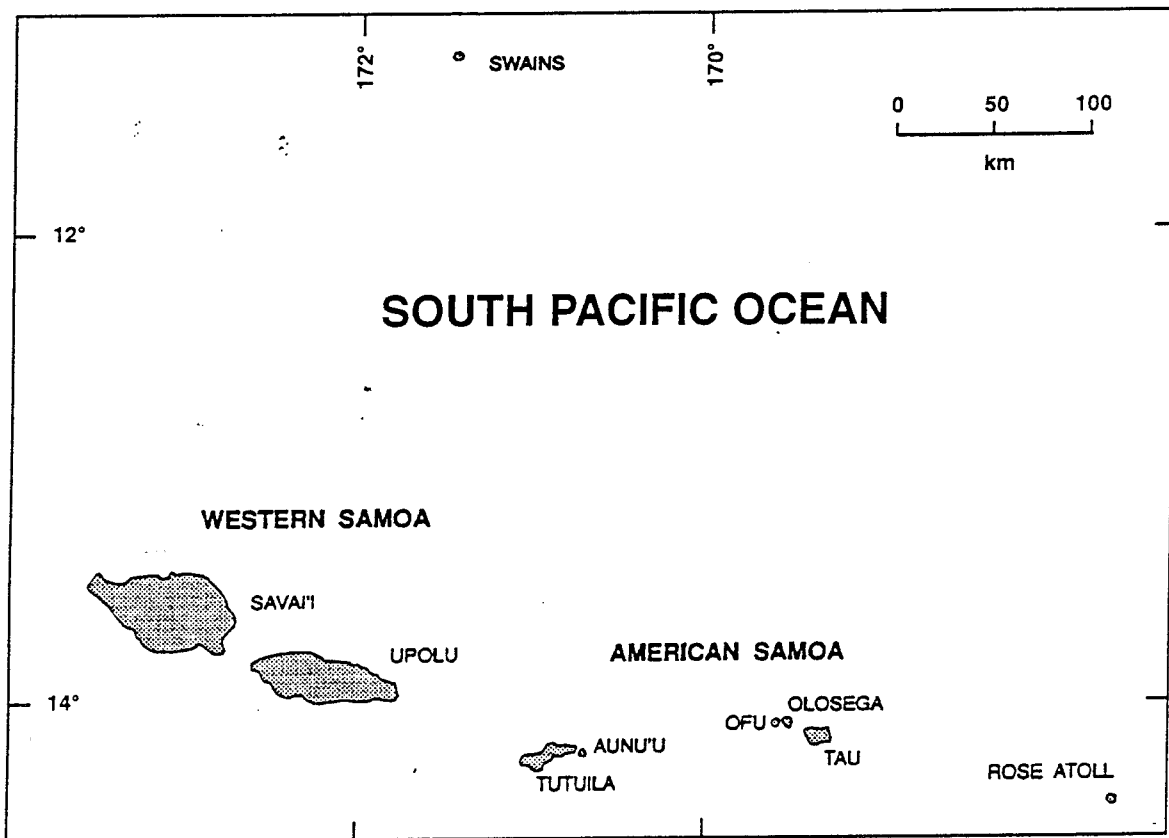 172°
170°
SWAINS
0 50 100
km
12°
SOUTH PACIFIC OCEAN
WESTERN SAMOA
SAVAI'I
UPOLU
AMERICAN SAMOA
14°
OLOSEGA
OFU
AUNU'U
TAU
TUTUILA
ROSE ATOLL